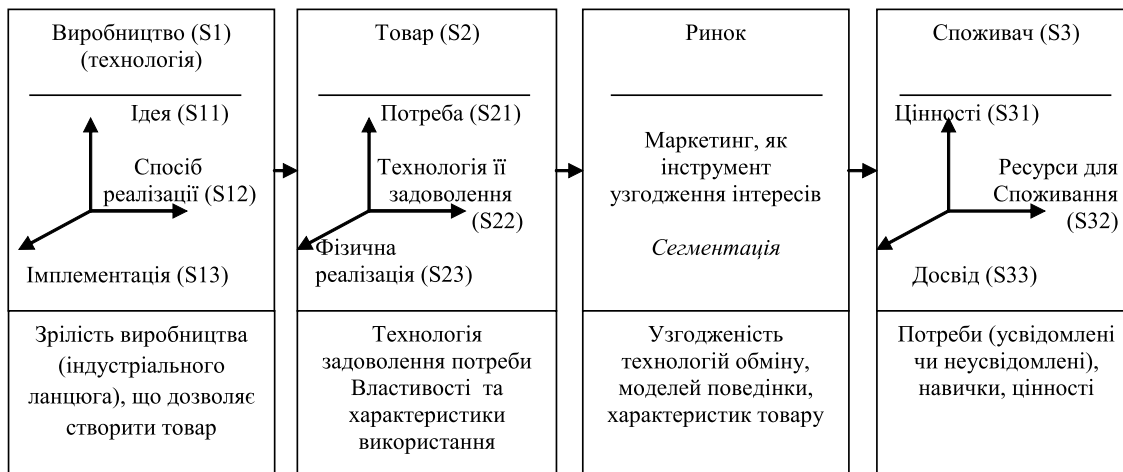 Виробництво (S1)
(технологія)
Ідея (S11)
Спосіб
реалізації (S12)
Імплементація (S13)
Зрілість виробництва
(індустріального
ланцюга), що дозволяє
створити товар
Товар (S2)
Потреба (S21)
Технологія її
задоволення
(S22)
Фізична
реалізація (S23)
Технологія
задоволення потреби
Властивості та
характеристики
використання
Ринок
Маркетинг, як
інструмент
узгодження інтересів
Сегментація
Узгодженість
технологій обміну,
моделей поведінки,
характеристик товару
Споживач (S3)
Цінності (S31)
Ресурси для
Споживання
(S32)
Досвід (S33)
Потреби (усвідомлені
чи неусвідомлені),
навички, цінності